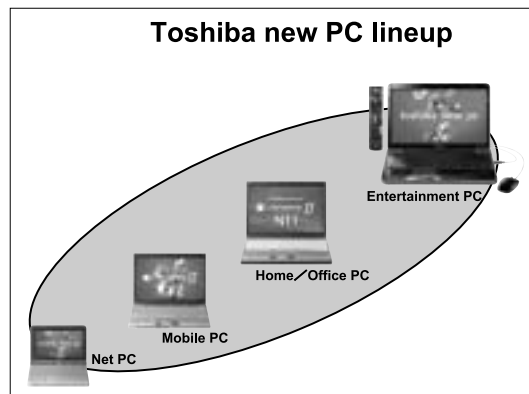 Toshiba new PC lineup
Entertainment PC
Home／Office PC
Mobile PC
Net PC